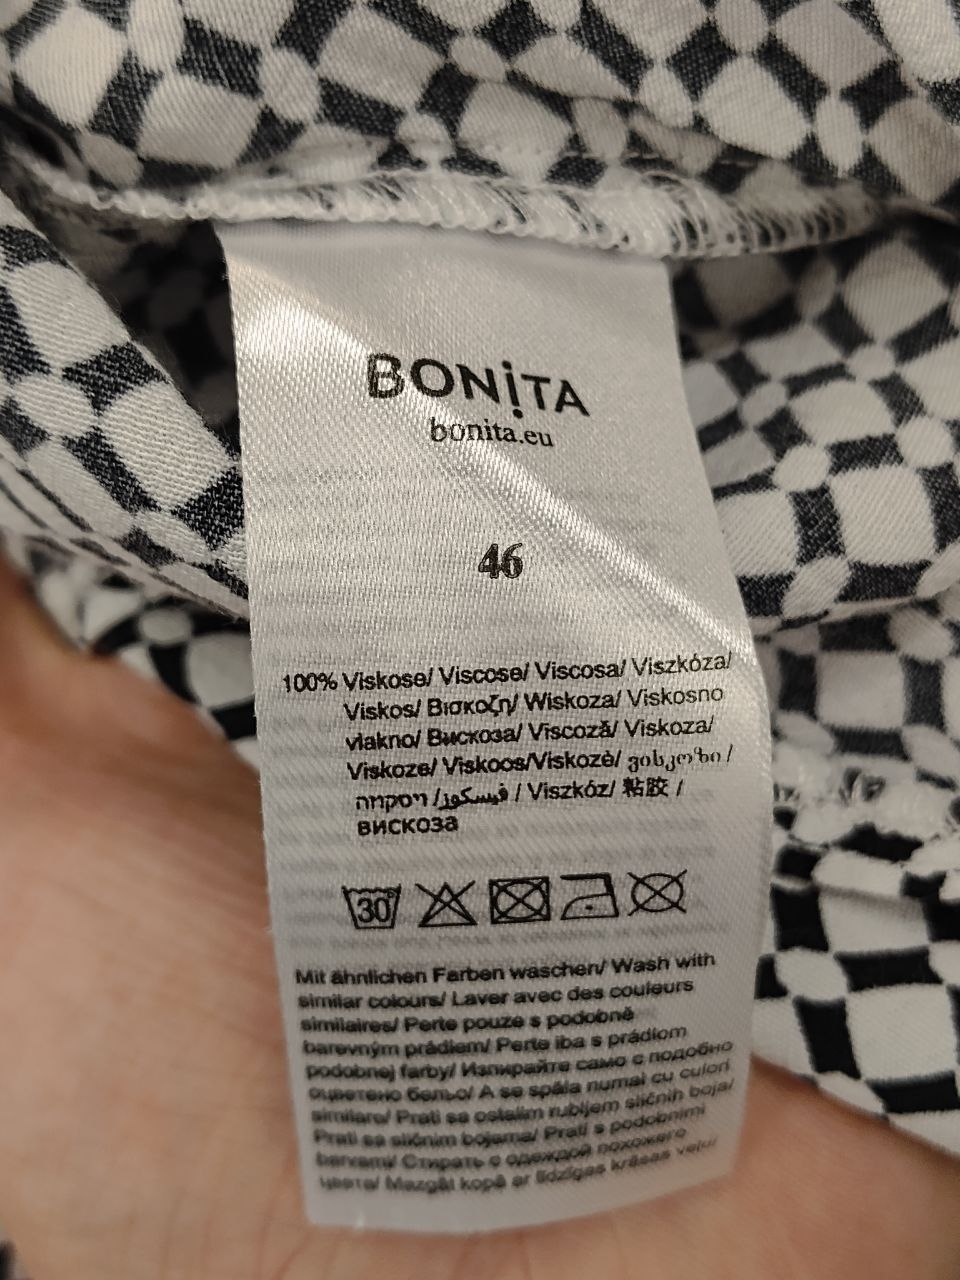 BONiTA
bonita.eu
46
100% Viskose/ Viscose/ Viscosa/ Viszkóza/
Viskos/ Βισκοζη/ Wiskoza/ Viskosno
vlakno/ Вискоза/ Viscoză/ Viskoza/
Viskoze/ Viskoos/Viskozė/ ვისკოზი /
ויסקוזה/ فيسكوز / Viszkóz/ 粘胶 /
вискоза
30°
Mit ähnlichen Farben waschen/ Wash with
similar colours/ Laver avec des couleurs
similaires/ Perte pouze s podobně
barevným prádlem/ Perte iba s prádlom
podobnej farby/ Изпирайте само с подобно
оцветено бельо/ A se spăla numai cu culori
similare/ Prati sa ostalim rubljem sličnih boja/
Prati sa sličnim bojama/ Prati s podobnimi
barvami/ Стирать с одеждой похожего
цвета/ Mazgāt kopā ar līdzīgas krāsas veļu/